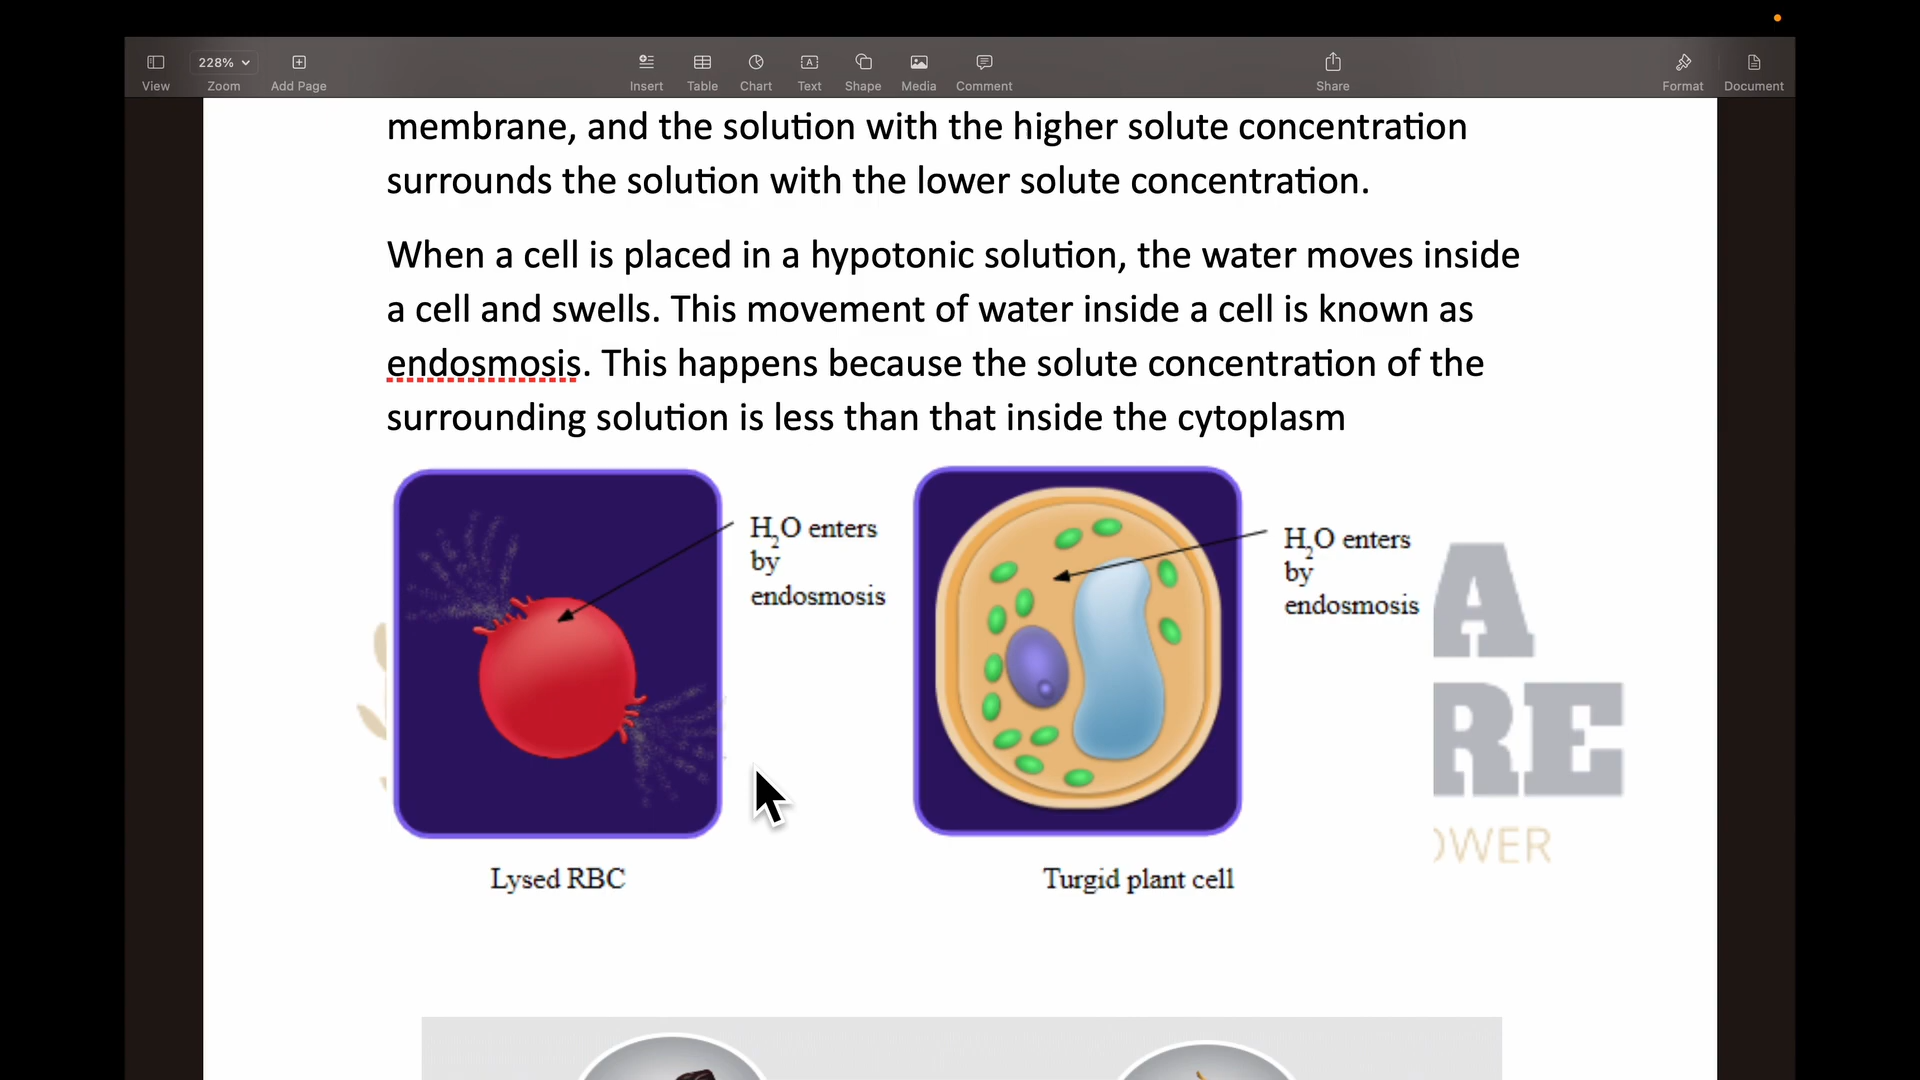 228%
View
Zoom
Add Page
Insert
Table
Chart
Text
Shape
Media
Comment
Share
Format
Document
membrane, and the solution with the higher solute concentration
surrounds the solution with the lower solute concentration.
When a cell is placed in a hypotonic solution, the water moves inside
a cell and swells. This movement of water inside a cell is known as
endosmosis. This happens because the solute concentration of the
surrounding solution is less than that inside the cytoplasm
H₂O enters
by
endosmosis
H₂O enters
by
endosmosis
A
RE
OWER
Lysed RBC
Turgid plant cell